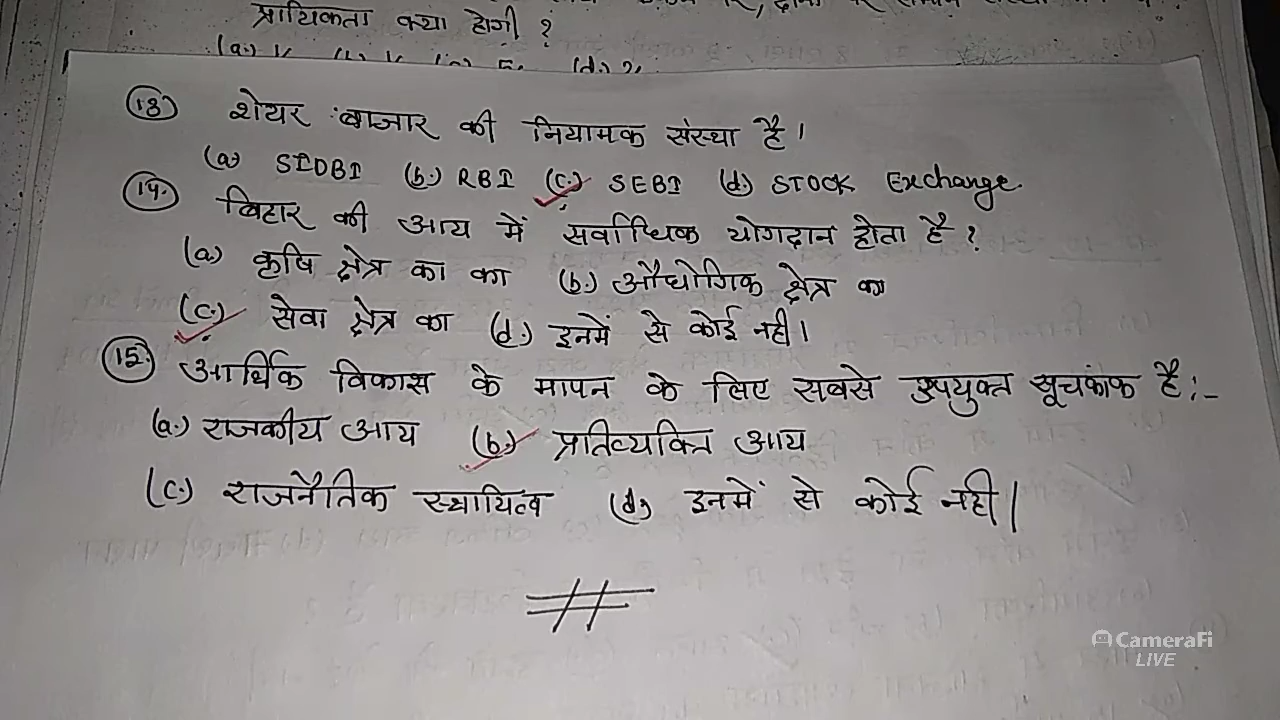 प्रायिकता क्या होगी ?
(13) शेयर बाजार की नियामक संस्था है।
(a) SIDBI (b.) RBI (c.) SEBI (d.) STOCK Exchange.
(14.) बिहार की आय में सर्वाधिक योगदान होता है ?
(a) कृषि क्षेत्र का का (b.) औधोगिक क्षेत्र का
(c.) सेवा क्षेत्र का (d.) इनमें से कोई नही।
(15.) आर्थिक विकास के मापन के लिए सबसे उपयुक्त सूचकांक है:-
(a.) राजकीय आय (b.) प्रतिव्यक्ति आय
(c.) राजनैतिक स्थायित्व (d.) इनमें से कोई नही।
CameraFi
LIVE